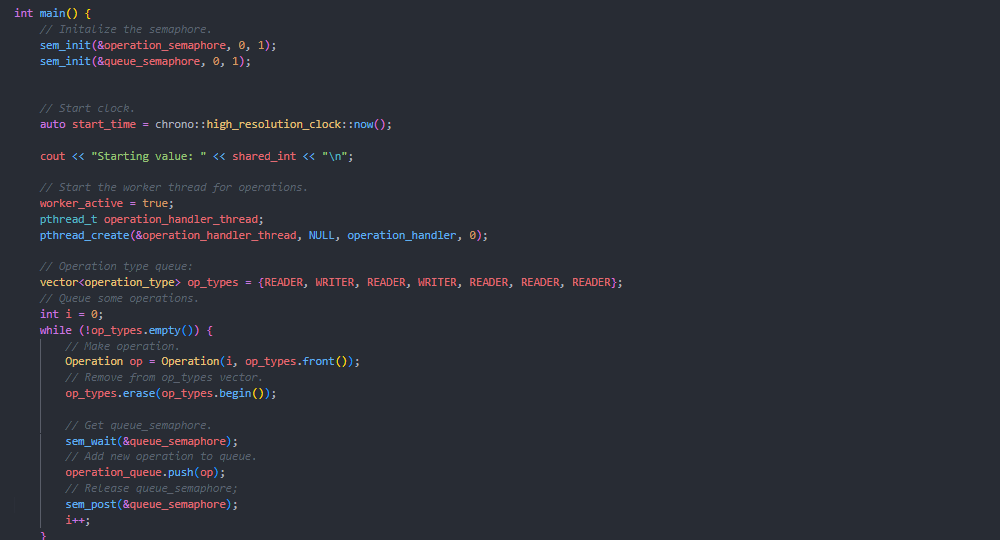 int main() {
    // Initalize the semaphore.
    sem_init(&operation_semaphore, 0, 1);
    sem_init(&queue_semaphore, 0, 1);
    // Start clock.
    auto start_time = chrono::high_resolution_clock::now();
    cout << "Starting value: " << shared_int << "\n";
    // Start the worker thread for operations.
    worker_active = true;
    pthread_t operation_handler_thread;
    pthread_create(&operation_handler_thread, NULL, operation_handler, 0);
    // Operation type queue:
    vector<operation_type> op_types = {READER, WRITER, READER, WRITER, READER, READER, READER};
    // Queue some operations.
    int i = 0;
    while (!op_types.empty()) {
        // Make operation.
        Operation op = Operation(i, op_types.front());
        // Remove from op_types vector.
        op_types.erase(op_types.begin());
        // Get queue_semaphore.
        sem_wait(&queue_semaphore);
        // Add new operation to queue.
        operation_queue.push(op);
        // Release queue_semaphore;
        sem_post(&queue_semaphore);
        i++;
    }